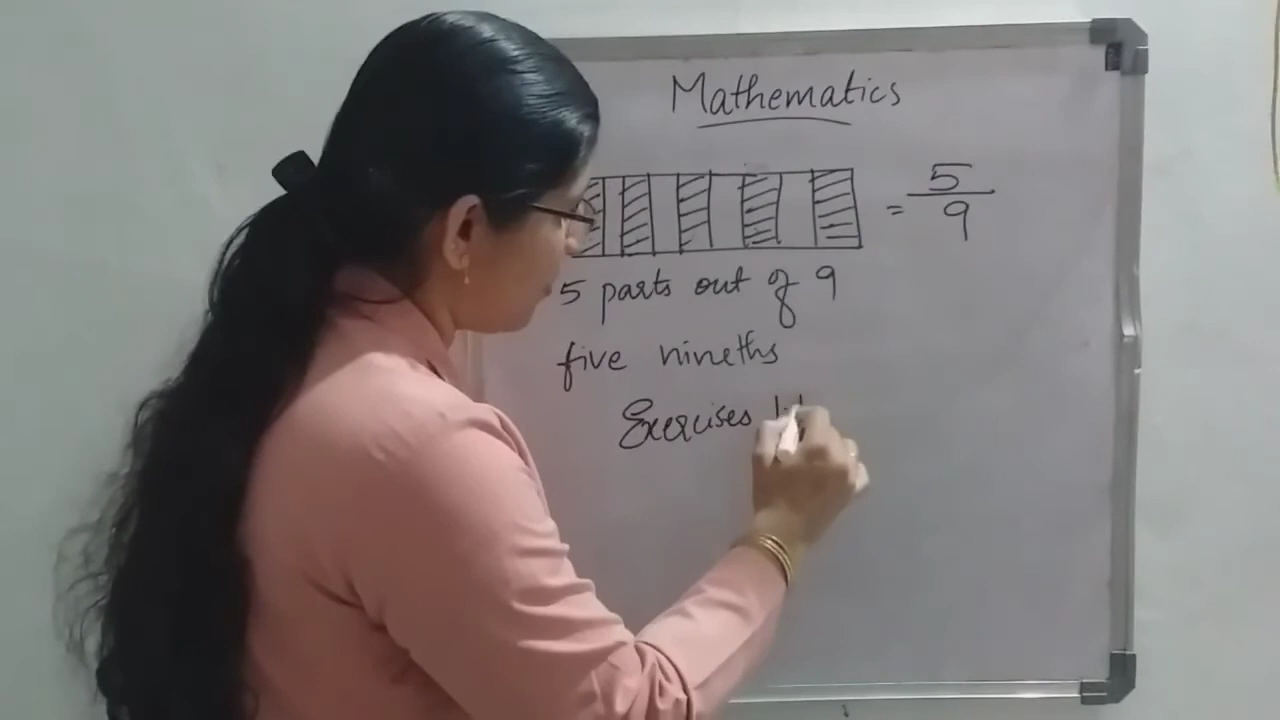 Mathematics
= 5/9
5 parts out of 9
five nineths
Exercises